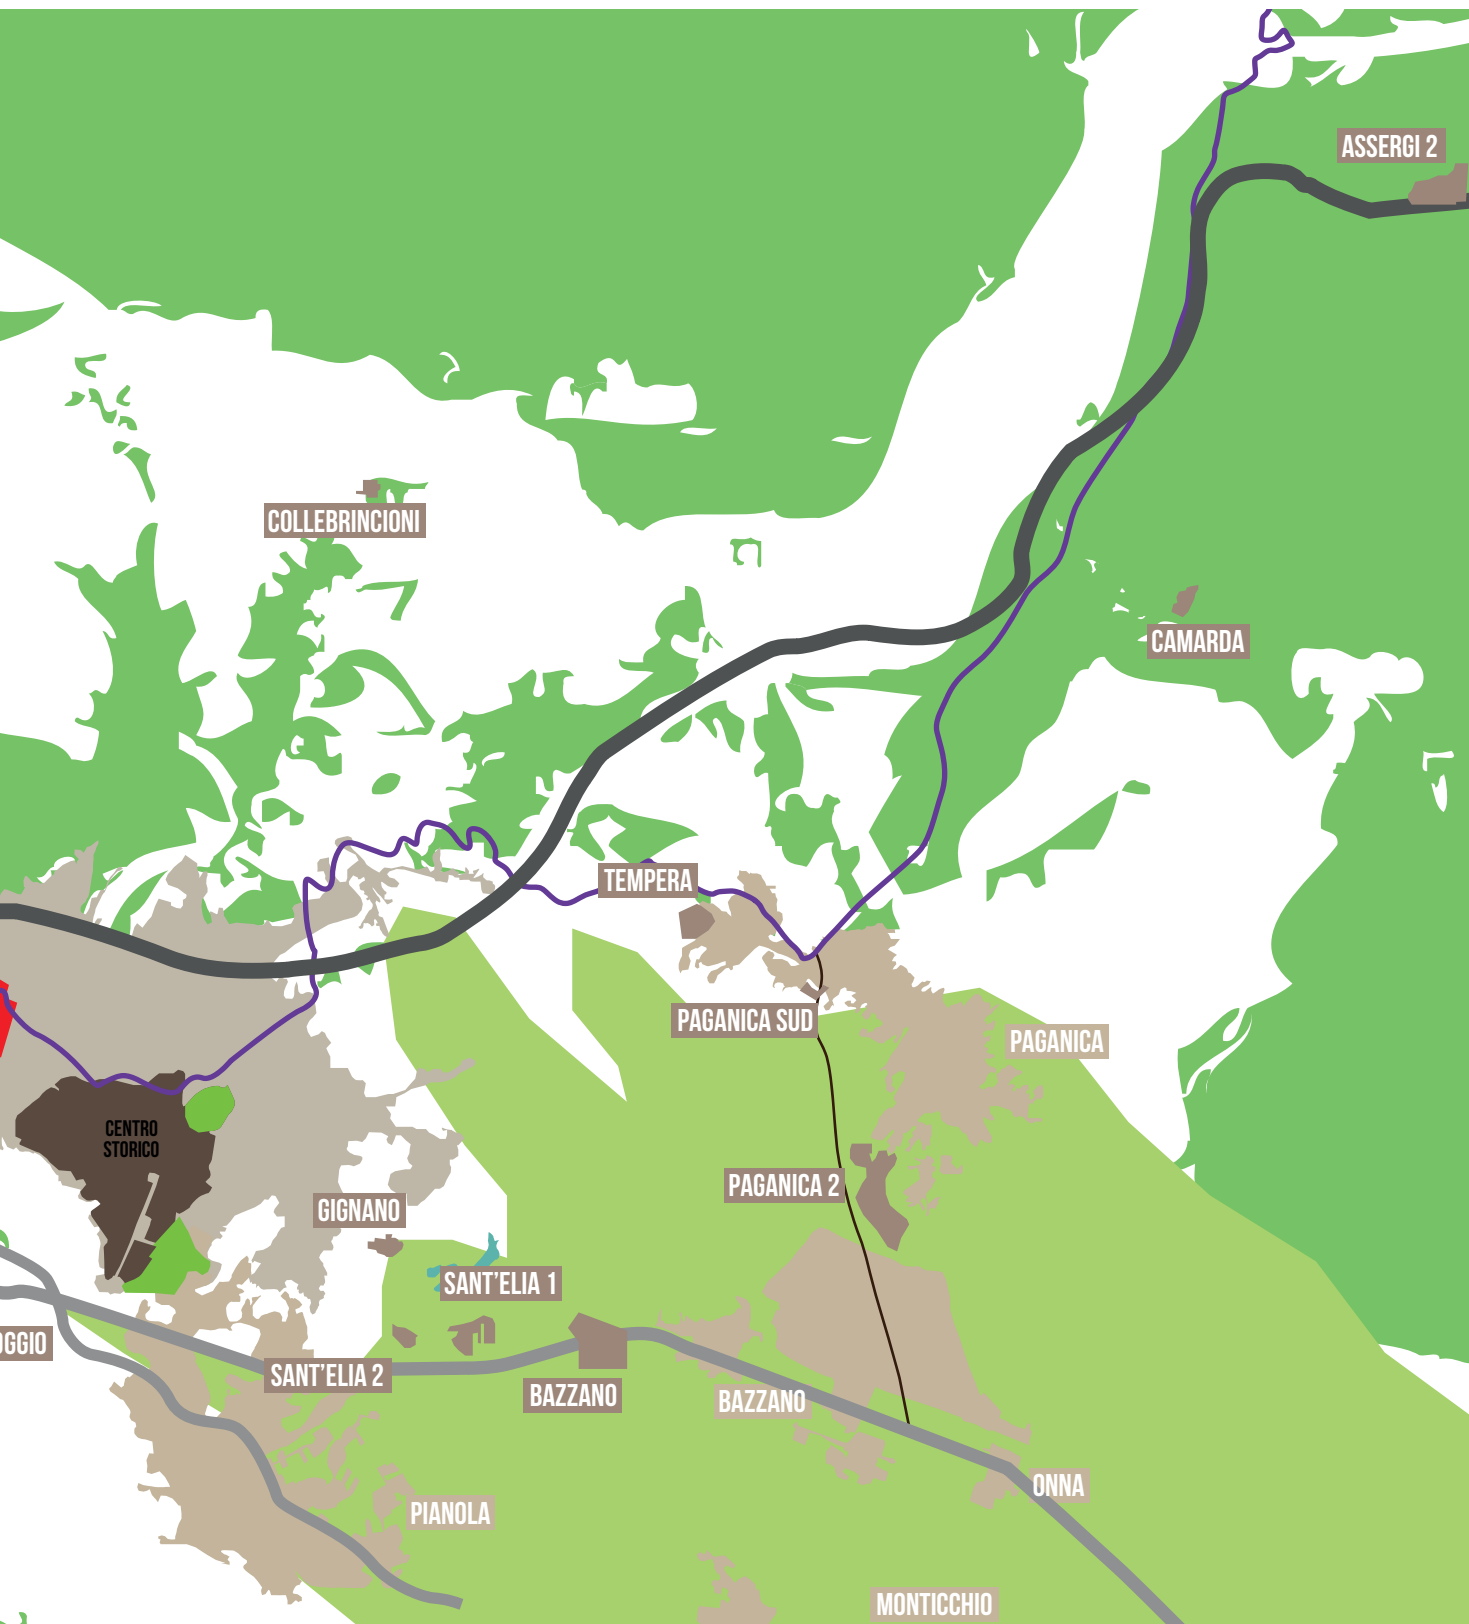 ASSERGI 2
COLLEBRINCIONI
CAMARDA
TEMPERA
PAGANICA SUD
PAGANICA
CENTRO
STORICO
PAGANICA 2
GIGNANO
SANT'ELIA 1
OGGIO
SANT'ELIA 2
BAZZANO
BAZZANO
ONNA
PIANOLA
MONTICCHIO